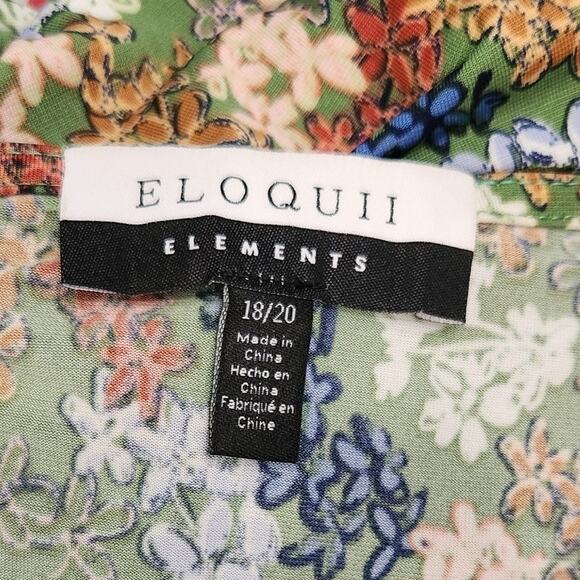 ELOQUII
ELEMENTS
18/20
Made in
China
Hecho en
China
Fabriqué en
Chine